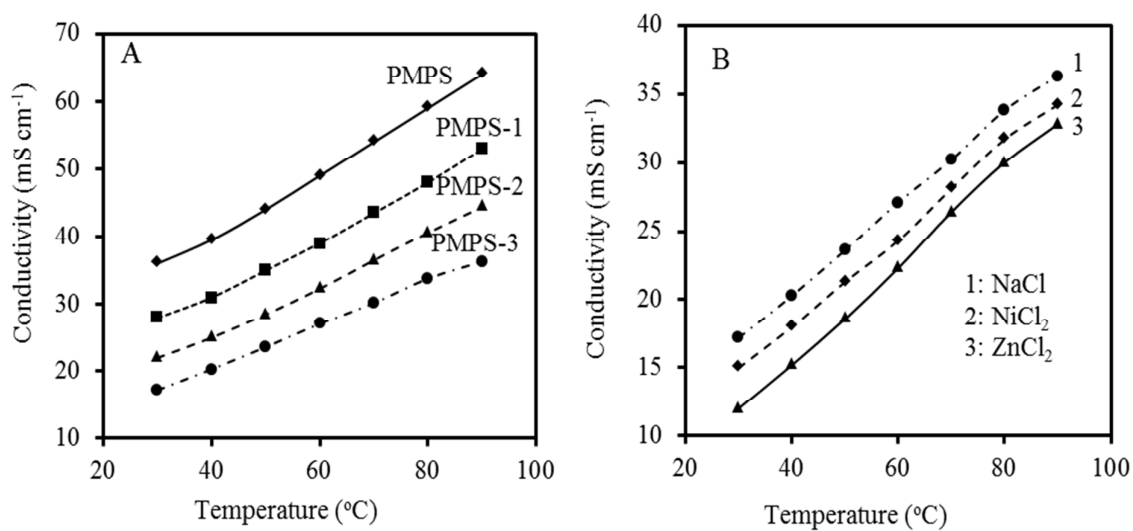 A
Conductivity (mS cm⁻¹)
70
60
50
40
30
20
10
PMPS
PMPS-1
PMPS-2
PMPS-3
20 40 60 80 100
Temperature (°C)
B
Conductivity (mS cm⁻¹)
40
35
30
25
20
15
10
1
2
3
1: NaCl
2: NiCl₂
3: ZnCl₂
20 40 60 80 100
Temperature (°C)